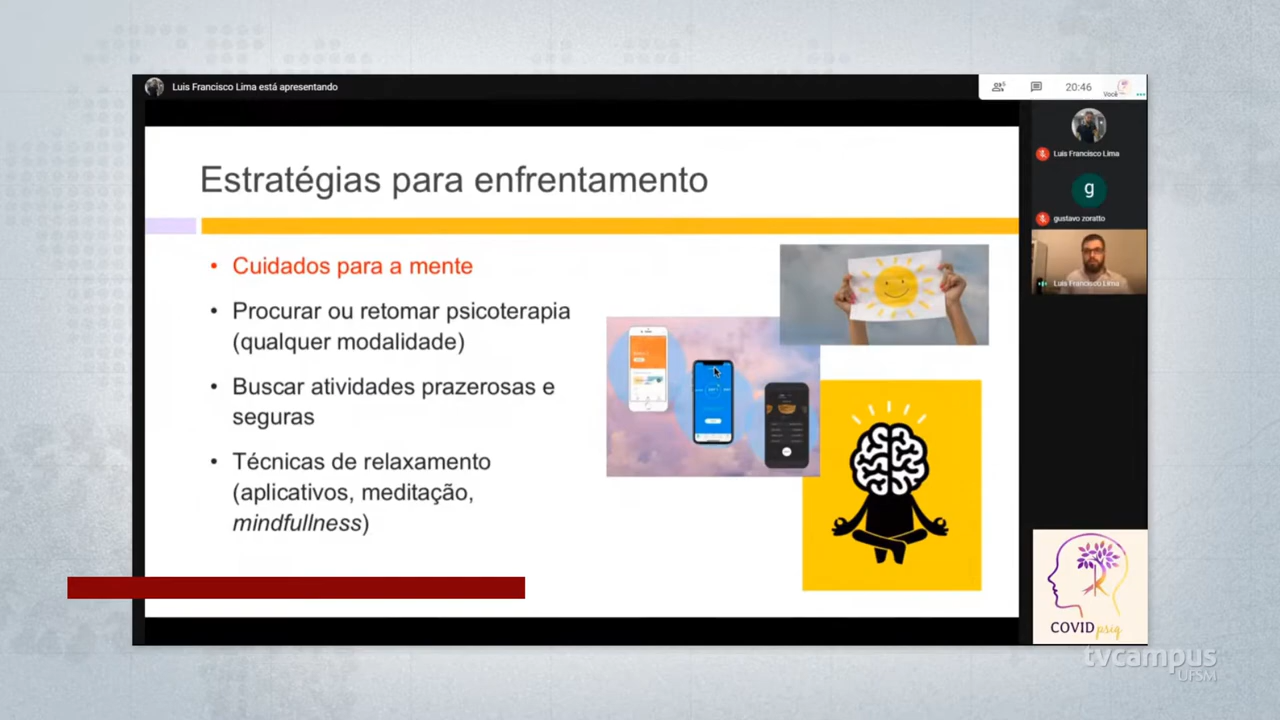 Luis Francisco Lima está apresentando
20:46
Você
Luis Francisco Lima
g
gustavo zoratto
Luis Francisco Lima
Estratégias para enfrentamento
• Cuidados para a mente
• Procurar ou retomar psicoterapia
(qualquer modalidade)
• Buscar atividades prazerosas e
seguras
• Técnicas de relaxamento
(aplicativos, meditação,
mindfullness)
COVIDpsiq
tvcampus
UFSM